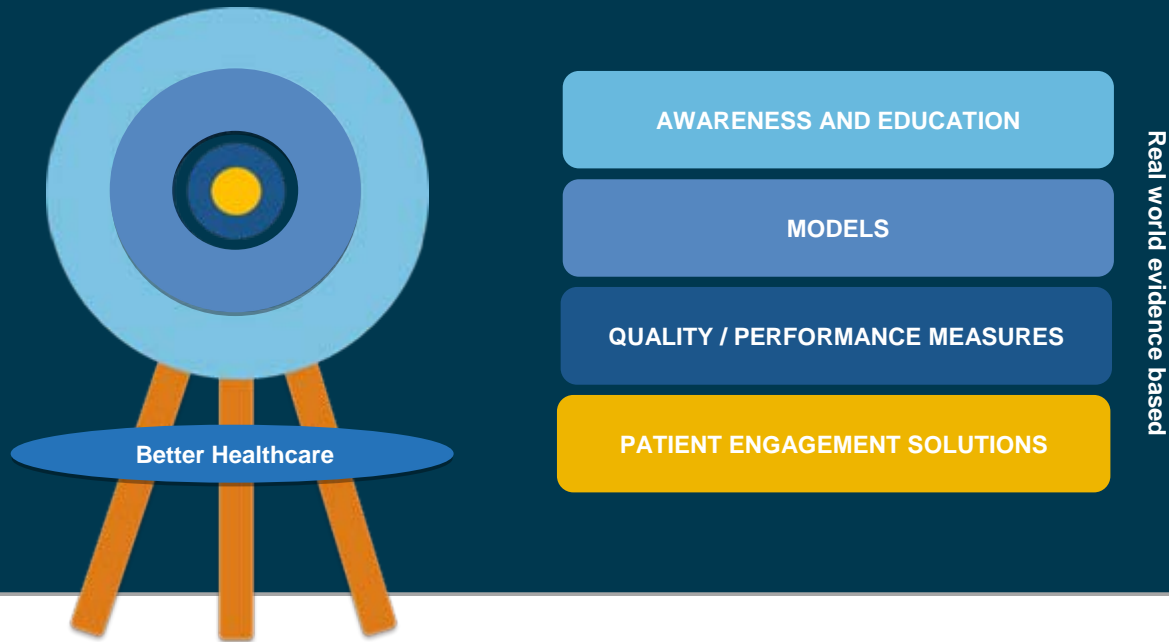 AWARENESS AND EDUCATION
MODELS
QUALITY / PERFORMANCE MEASURES
PATIENT ENGAGEMENT SOLUTIONS
Real world evidence based
Better Healthcare